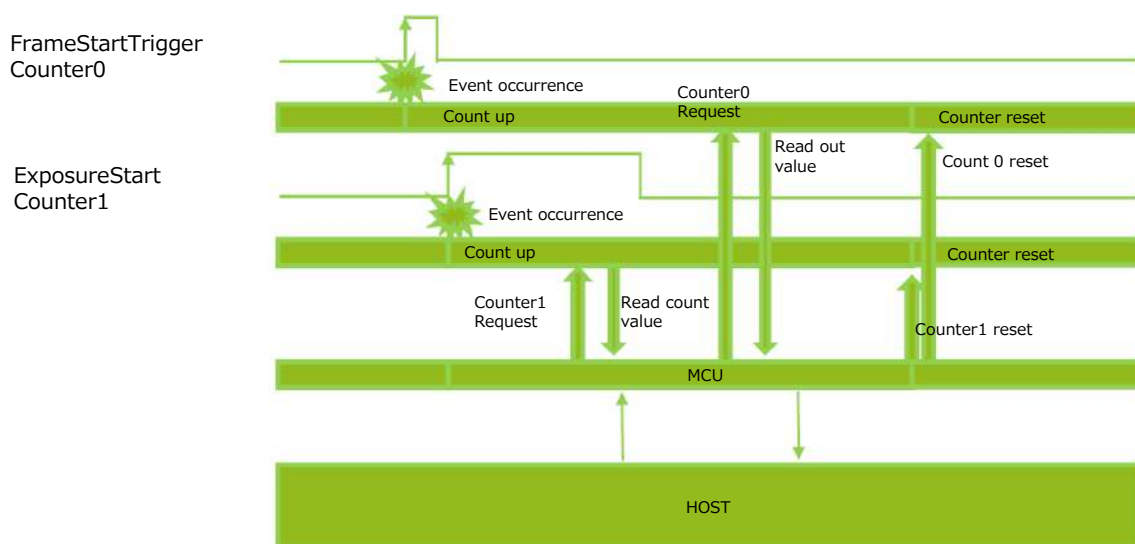 FrameStartTrigger
Counter0
Event occurrence
Counter0
Request
Count up
Counter reset
Read out
value
Count 0 reset
ExposureStart
Counter1
Event occurrence
Count up
Counter reset
Counter1
Request
Read count
value
Counter1 reset
MCU
HOST